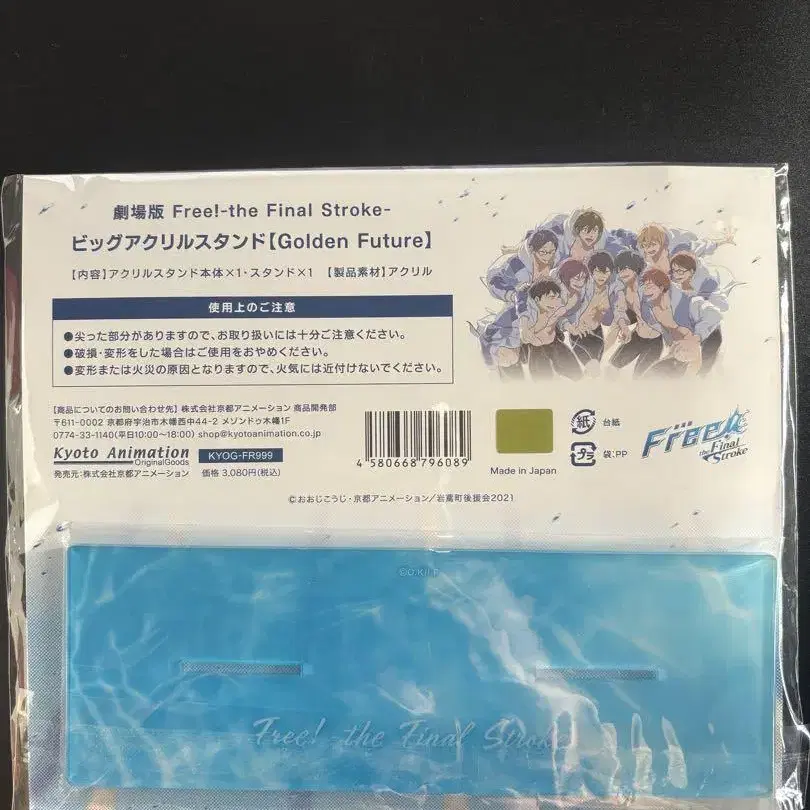 劇場版 Free!-the Final Stroke-
ビッグアクリルスタンド【Golden Future】
【内容】アクリルスタンド本体×1・スタンド×1 【製品素材】アクリル
使用上のご注意
●尖った部分がありますので、お取り扱いには十分ご注意ください。
●破損・変形をした場合はご使用をおやめください。
●変形または火災の原因となりますので、火気には近付けないでください。
【商品についてのお問い合わせ先】株式会社京都アニメーション 商品開発部
〒611-0002 京都府宇治市木幡西中44-2 メゾンドゥ木幡1F
0774-33-1140(平日10:00~18:00) shop@kyotoanimation.co.jp
Kyoto Animation
OriginalGoods
KYOG-FR999
発売元:株式会社京都アニメーション
価格 3,080円(税込)
4 580668 796089
Made in Japan
紙 台紙
プラ 袋:PP
劇場版
Free!
the Final
Stroke
©おおじこうじ・京都アニメーション/岩鳶町後援会2021
Free! the Final Stroke